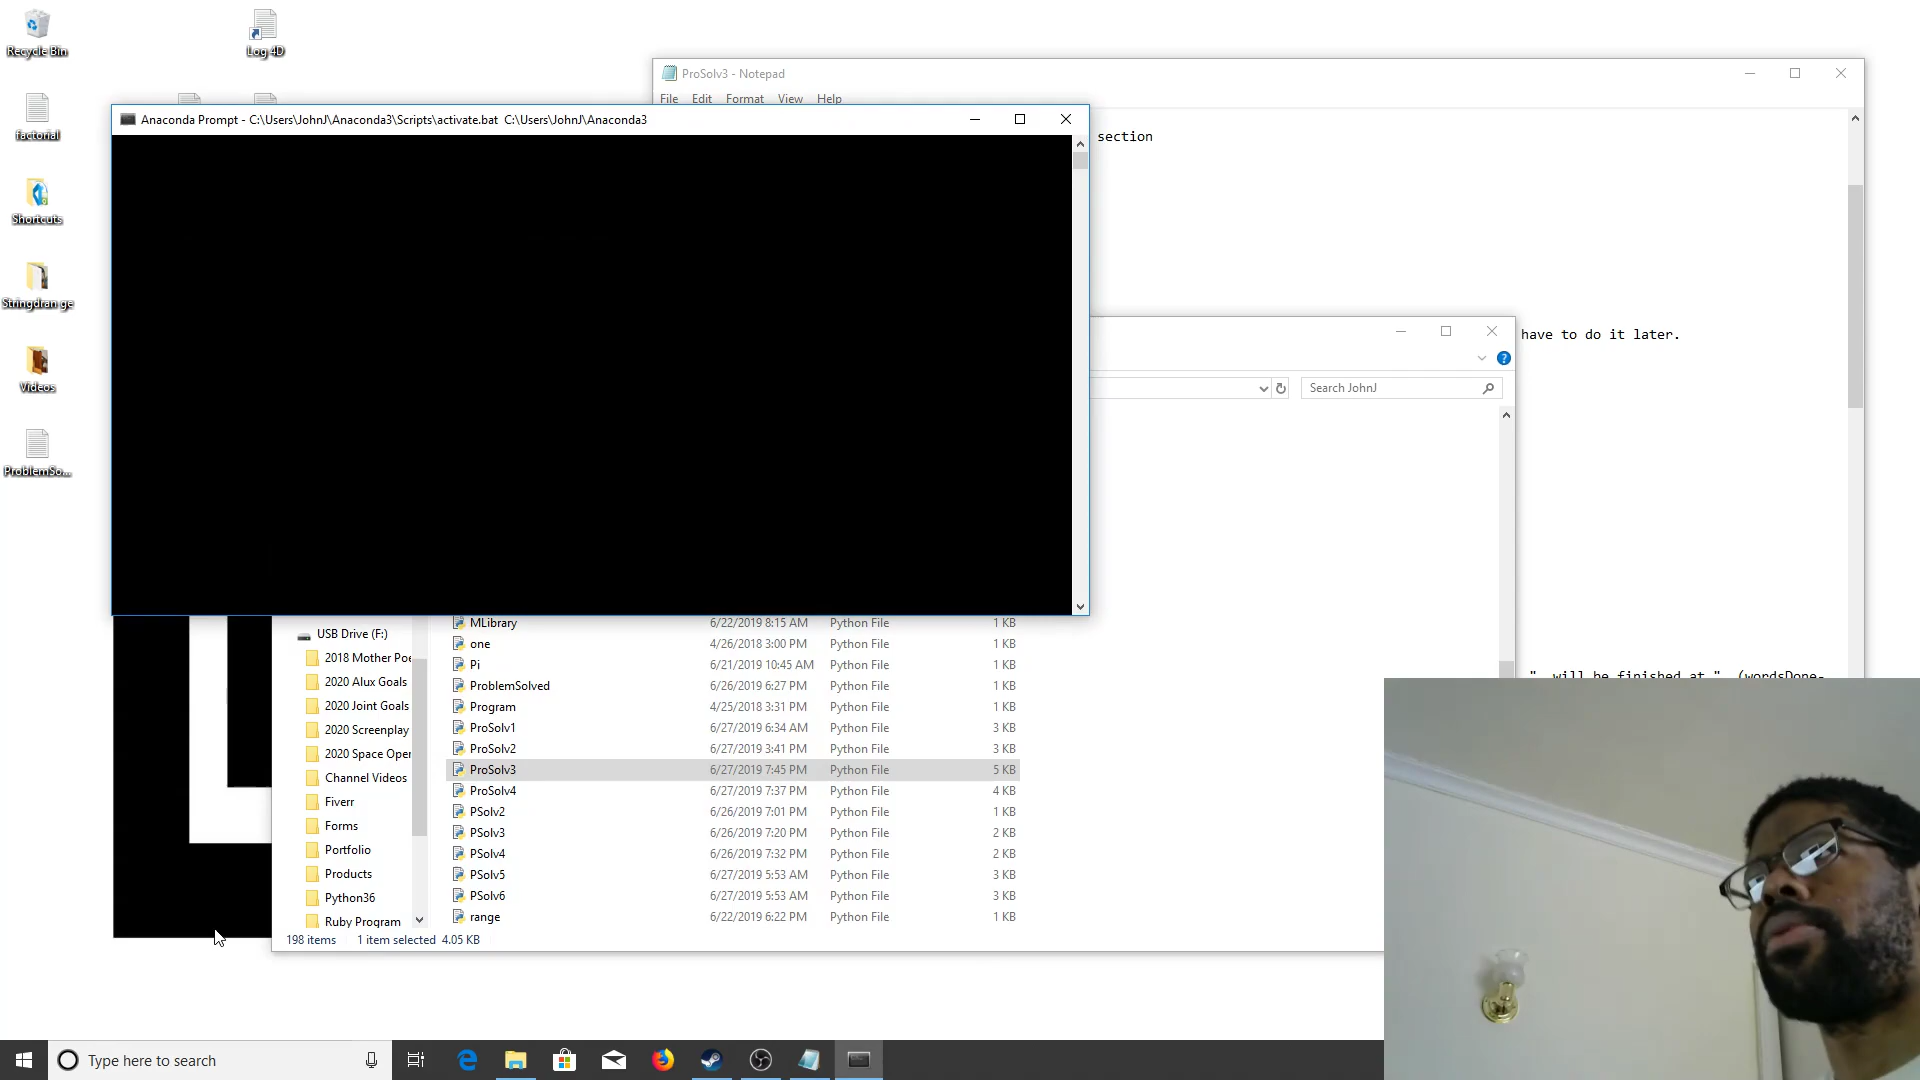 Recycle Bin
Log 4D
factorial
Shortcuts
Stringdran ge
Videos
ProblemSo...
ProSolv3 - Notepad
File Edit Format View Help
section
have to do it later.
" will be finished at " (wordsDone-
Anaconda Prompt - C:\Users\JohnJ\Anaconda3\Scripts\activate.bat C:\Users\JohnJ\Anaconda3
Search JohnJ
USB Drive (F:)
2018 Mother Poe
2020 Alux Goals
2020 Joint Goals
2020 Screenplay
2020 Space Oper
Channel Videos
Fiverr
Forms
Portfolio
Products
Python36
Ruby Program
MLibrary 6/22/2019 8:15 AM Python File 1 KB
one 4/26/2018 3:00 PM Python File 1 KB
Pi 6/21/2019 10:45 AM Python File 1 KB
ProblemSolved 6/26/2019 6:27 PM Python File 1 KB
Program 4/25/2018 3:31 PM Python File 1 KB
ProSolv1 6/27/2019 6:34 AM Python File 3 KB
ProSolv2 6/27/2019 3:41 PM Python File 3 KB
ProSolv3 6/27/2019 7:45 PM Python File 5 KB
ProSolv4 6/27/2019 7:37 PM Python File 4 KB
PSolv2 6/26/2019 7:01 PM Python File 1 KB
PSolv3 6/26/2019 7:20 PM Python File 2 KB
PSolv4 6/26/2019 7:32 PM Python File 2 KB
PSolv5 6/27/2019 5:53 AM Python File 3 KB
PSolv6 6/27/2019 5:53 AM Python File 3 KB
range 6/22/2019 6:22 PM Python File 1 KB
198 items 1 item selected 4.05 KB
Type here to search